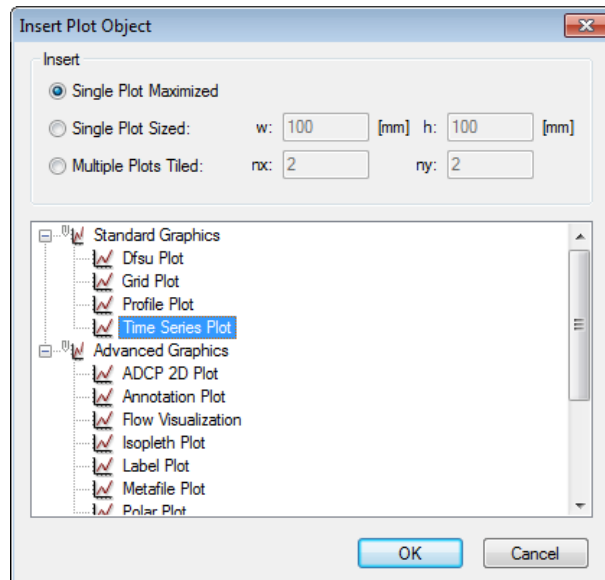 Insert Plot Object
Insert
Single Plot Maximized
Single Plot Sized: w: 100 [mm] h: 100 [mm]
Multiple Plots Tiled: nx: 2 ny: 2
Standard Graphics
Dfsu Plot
Grid Plot
Profile Plot
Time Series Plot
Advanced Graphics
ADCP 2D Plot
Annotation Plot
Flow Visualization
Isopleth Plot
Label Plot
Metafile Plot
Polar Plot
OK Cancel